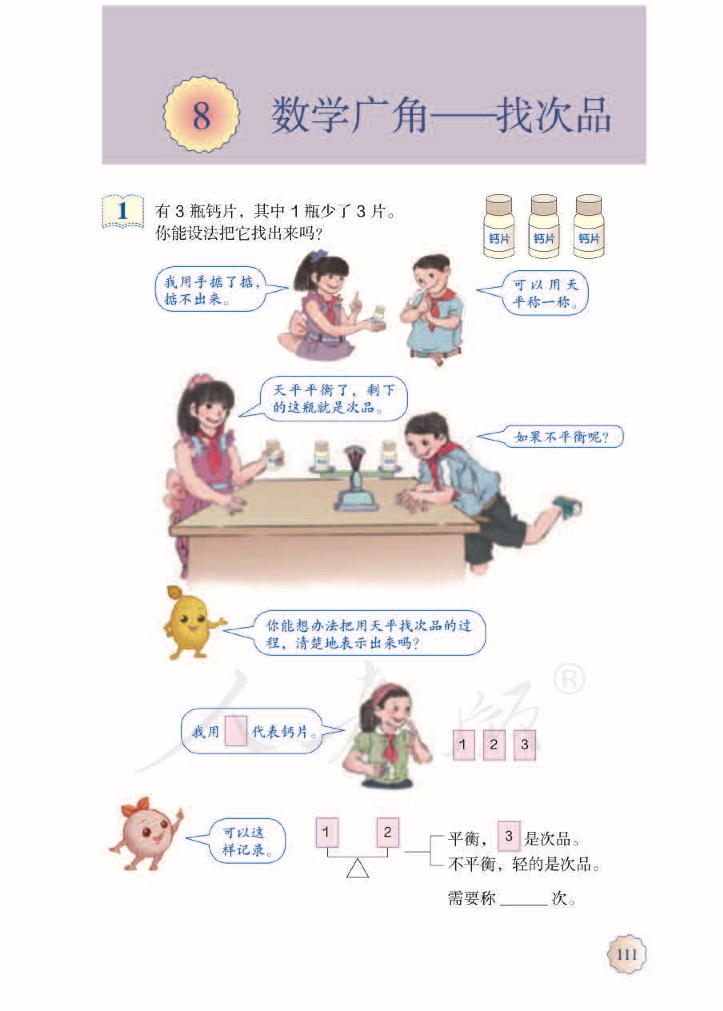 8
数学广角——找次品
1
有 3 瓶钙片，其中 1 瓶少了 3 片。
你能设法把它找出来吗？
钙片 钙片 钙片
我用手掂了掂，
掂不出来。
可以用天
平称一称。
天平平衡了，剩下
的这瓶就是次品。
如果不平衡呢？
你能想办法把用天平找次品的过
程，清楚地表示出来吗？
®
我用 代表钙片。
1 2 3
可以这
样记录。
1 2
平衡， 3 是次品。
不平衡，轻的是次品。
需要称 _____ 次。
111